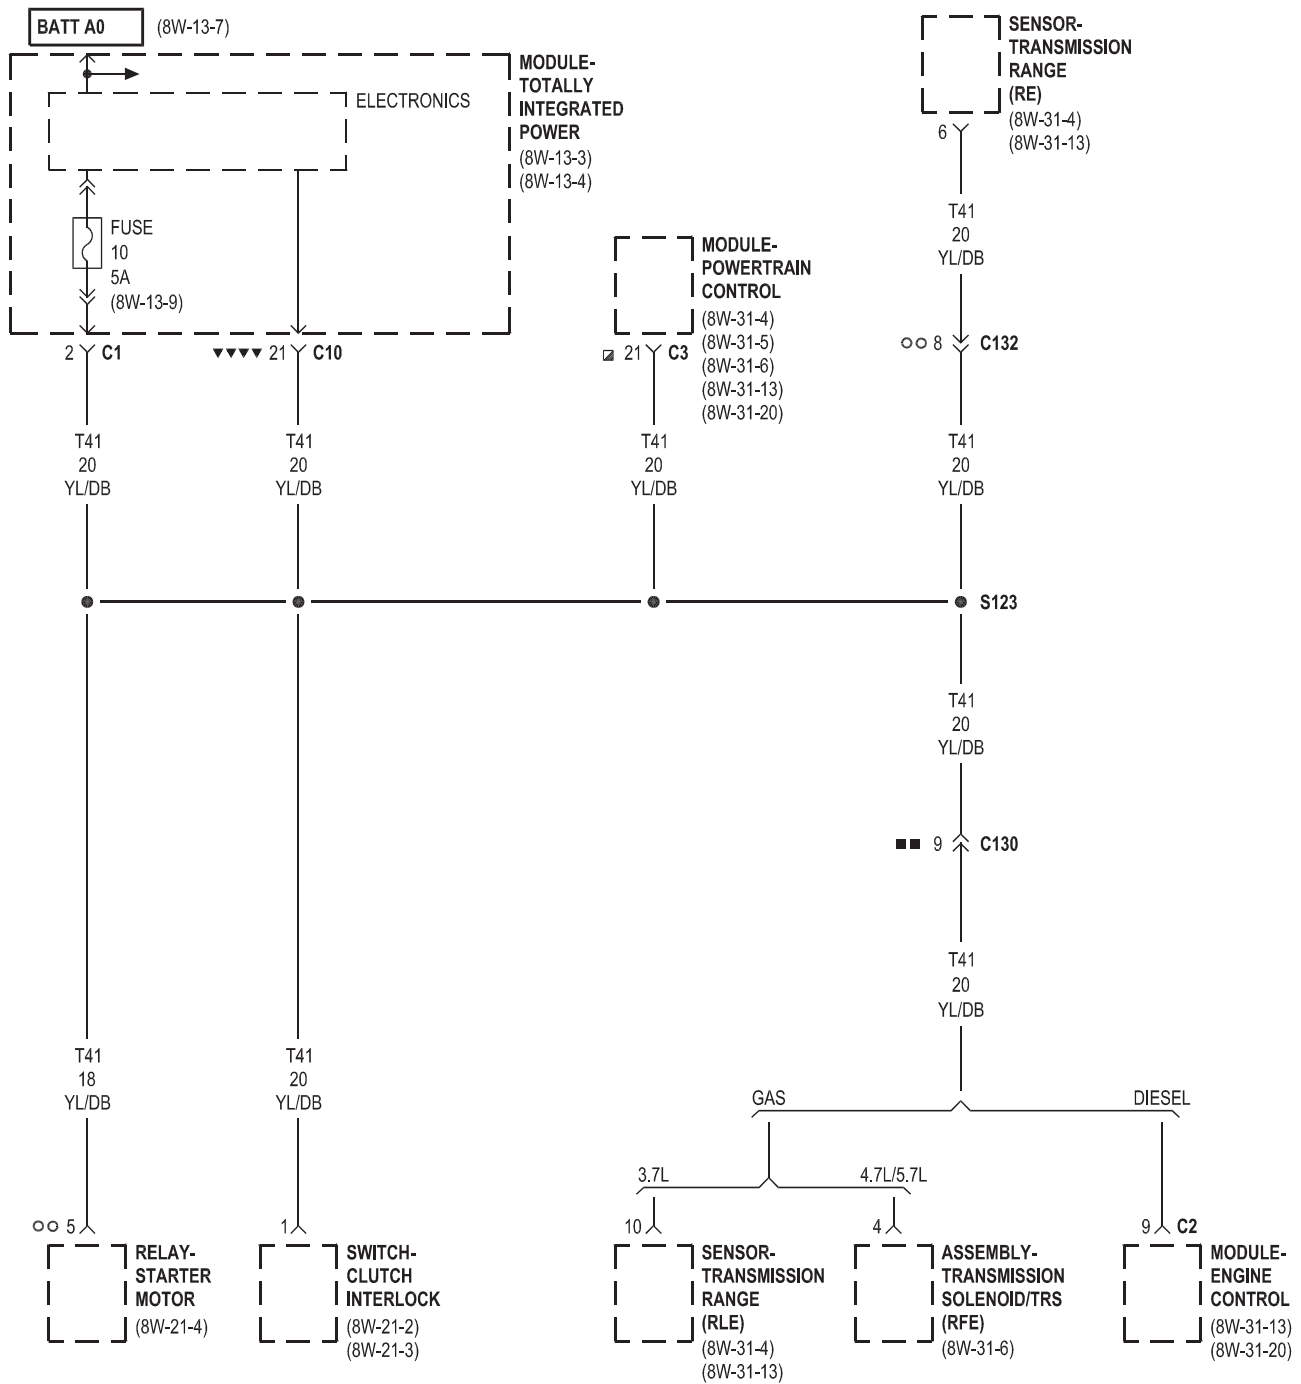 BATT A0
(8W-13-7)
ELECTRONICS
MODULE-
TOTALLY
INTEGRATED
POWER
(8W-13-3)
(8W-13-4)
FUSE
10
5A
(8W-13-9)
2
C1
21
C10
SENSOR-
TRANSMISSION
RANGE
(RE)
(8W-31-4)
(8W-31-13)
6
T41
20
YL/DB
MODULE-
POWERTRAIN
CONTROL
(8W-31-4)
(8W-31-5)
(8W-31-6)
(8W-31-13)
(8W-31-20)
21
C3
8
C132
T41
20
YL/DB
T41
20
YL/DB
T41
20
YL/DB
T41
20
YL/DB
S123
T41
20
YL/DB
9
C130
T41
20
YL/DB
T41
18
YL/DB
T41
20
YL/DB
GAS
DIESEL
3.7L
4.7L/5.7L
5
RELAY-
STARTER
MOTOR
(8W-21-4)
1
SWITCH-
CLUTCH
INTERLOCK
(8W-21-2)
(8W-21-3)
10
SENSOR-
TRANSMISSION
RANGE
(RLE)
(8W-31-4)
(8W-31-13)
4
ASSEMBLY-
TRANSMISSION
SOLENOID/TRS
(RFE)
(8W-31-6)
9
C2
MODULE-
ENGINE
CONTROL
(8W-31-13)
(8W-31-20)